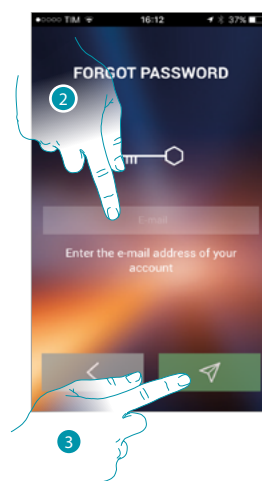 TIM 16:12 37%
FORGOT PASSWORD
2
E-mail
Enter the e-mail address of your
account
3